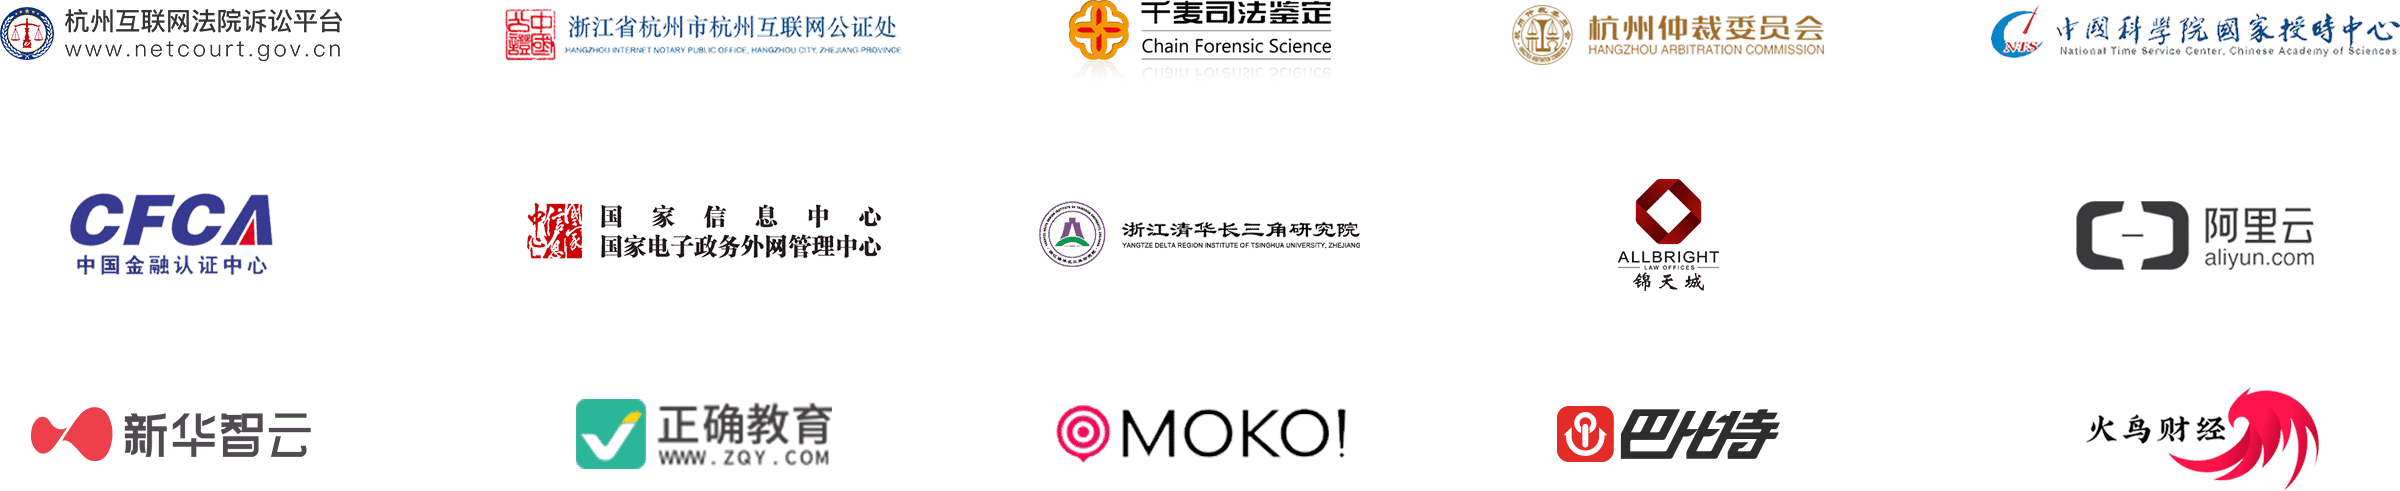 杭州互联网法院诉讼平台
www.netcourt.gov.cn
浙江省杭州市杭州互联网公证处
HANGZHOU INTERNET NOTARY PUBLIC OFFICE, HANGZHOU CITY, ZHEJIANG PROVINCE
千麦司法鉴定
Chain Forensic Science
杭州仲裁委员会
HANGZHOU ARBITRATION COMMISSION
NTS
中國科學院國家授時中心
National Time Service Center, Chinese Academy of Sciences
CFCA
中国金融认证中心
国家信息中心
国家电子政务外网管理中心
浙江清华长三角研究院
YANGTZE DELTA REGION INSTITUTE OF TSINGHUA UNIVERSITY, ZHEJIANG
ALLBRIGHT
LAW OFFICES
锦天城
阿里云
aliyun.com
新华智云
正确教育
WWW.ZQY.COM
MOKO!
巴比特
火鸟财经